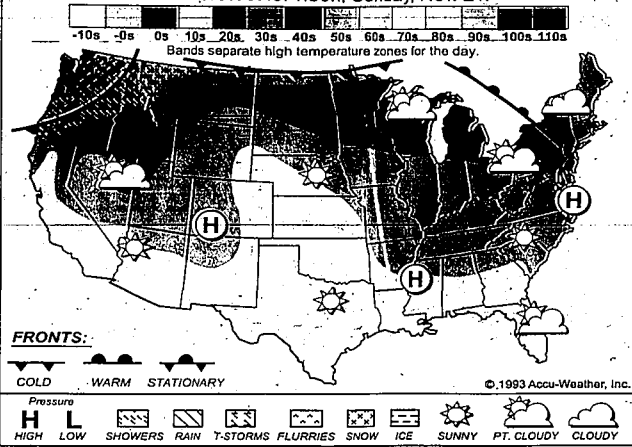 -10s -0s 0s 10s 20s 30s 40s 50s 60s 70s 80s 90s 100s 110s
Bands separate high temperature zones for the day.
H
H
H
FRONTS:
COLD WARM STATIONARY
©1993 Accu-Weather, Inc.
Pressure
H L
HIGH LOW SHOWERS RAIN T-STORMS FLURRIES SNOW ICE SUNNY PT. CLOUDY CLOUDY